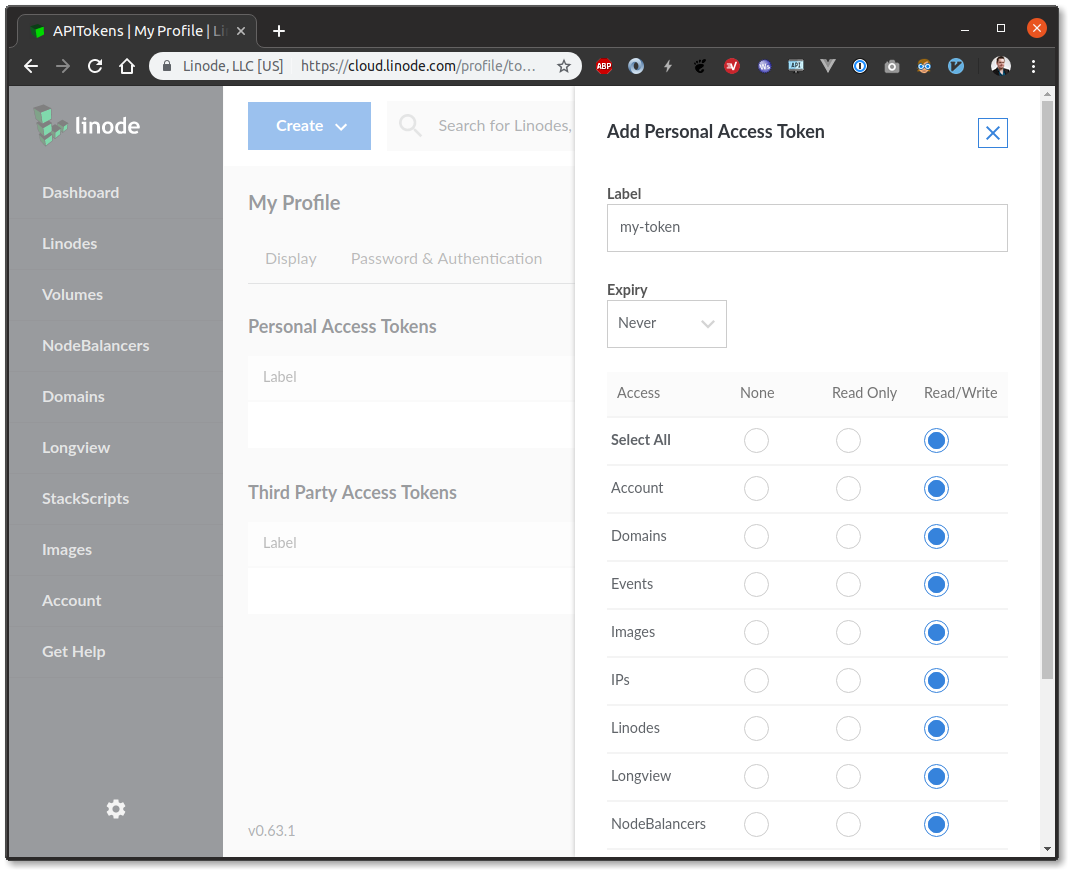 APITokens | My Profile | Li
Linode, LLC [US] https://cloud.linode.com/profile/to...
ABP
API
linode
Dashboard
Linodes
Volumes
NodeBalancers
Domains
Longview
StackScripts
Images
Account
Get Help
Create
Search for Linodes,
My Profile
Display Password & Authentication
Personal Access Tokens
Label
Third Party Access Tokens
Label
v0.63.1
Add Personal Access Token
Label
my-token
Expiry
Never
Access None Read Only Read/Write
Select All
Account
Domains
Events
Images
IPs
Linodes
Longview
NodeBalancers